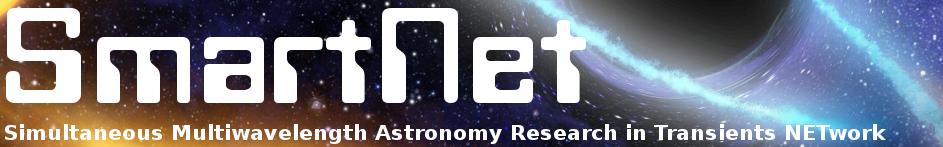 SmartNet
Simultaneous Multiwavelength Astronomy Research in Transients NETwork